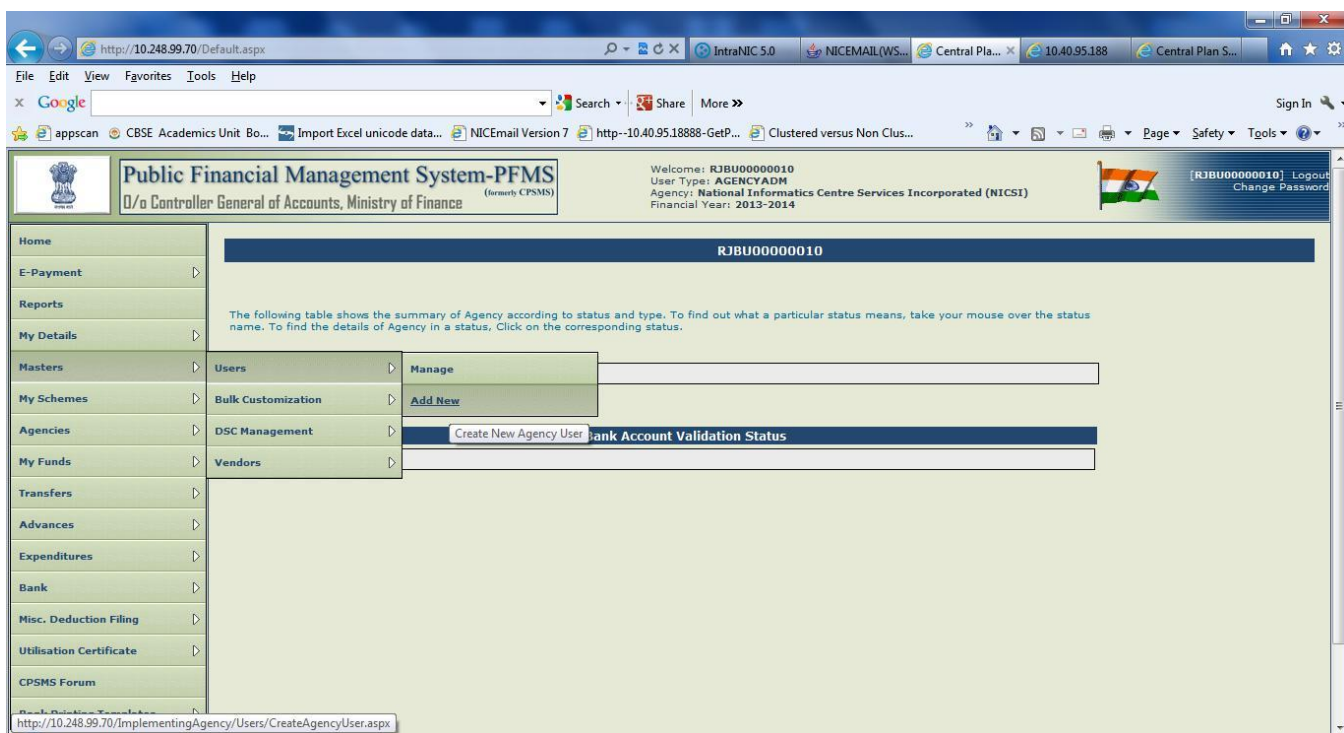 http://10.248.99.70/Default.aspx
IntraNIC 5.0
NICEMAIL(WS...
Central Pla...
10.40.95.188
Central Plan S...
File Edit View Favorites Tools Help
x Google Search Share More >> Sign In
appscan CBSE Academics Unit Bo... Import Excel unicode data... NICEmail Version 7 http--10.40.95.18888-GetP... Clustered versus Non Clus... Page Safety Tools
Public Financial Management System-PFMS
(formerly CPSMS)
O/o Controller General of Accounts, Ministry of Finance
Welcome: RJBU00000010
User Type: AGENCYADM
Agency: National Informatics Centre Services Incorporated (NICSI)
Financial Year: 2013-2014
[RJBU00000010] Logout
Change Password
Home
E-Payment
Reports
My Details
Masters
My Schemes
Agencies
My Funds
Transfers
Advances
Expenditures
Bank
Misc. Deduction Filing
Utilisation Certificate
CPSMS Forum
Users
Bulk Customization
DSC Management
Vendors
Manage
Add New
Create New Agency User
RJBU00000010
The following table shows the summary of Agency according to status and type. To find out what a particular status means, take your mouse over the status
name. To find the details of Agency in a status, Click on the corresponding status.
Bank Account Validation Status
http://10.248.99.70/ImplementingAgency/Users/CreateAgencyUser.aspx